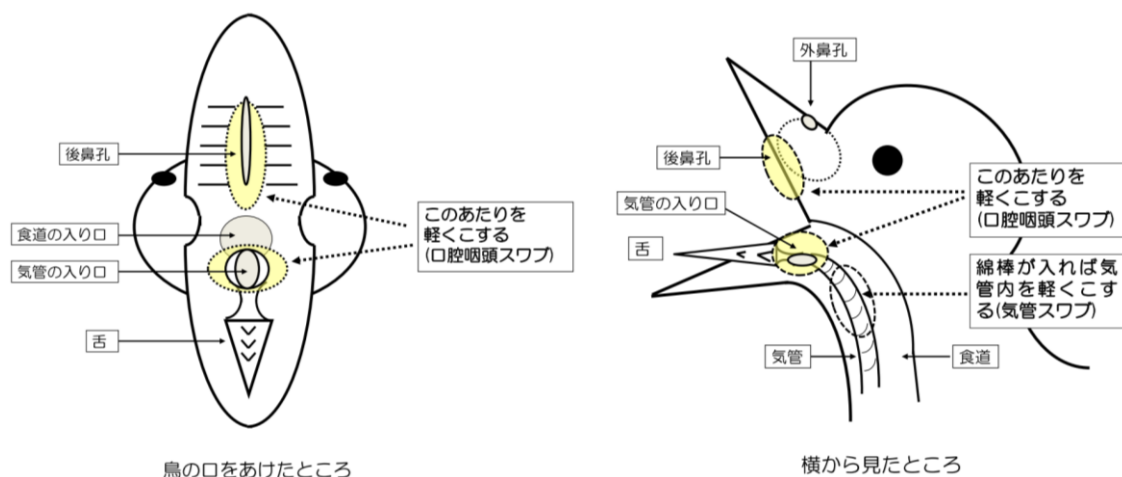 後鼻孔
食道の入り口
気管の入り口
舌
このあたりを
軽くこする
(口腔咽頭スワブ)
鳥の口をあけたところ
外鼻孔
後鼻孔
気管の入り口
舌
このあたりを
軽くこする
(口腔咽頭スワブ)
綿棒が入れば気
管内を軽くこす
る(気管スワブ)
気管
食道
横から見たところ